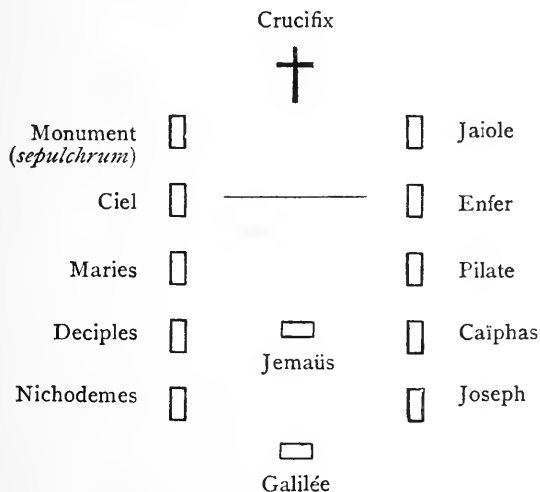 Crucifix
Monument
(sepulchrum)
Jaiole
Ciel
Enfer
Maries
Pilate
Deciples
Caïphas
Jemaüs
Nichodemes
Joseph
Galilée